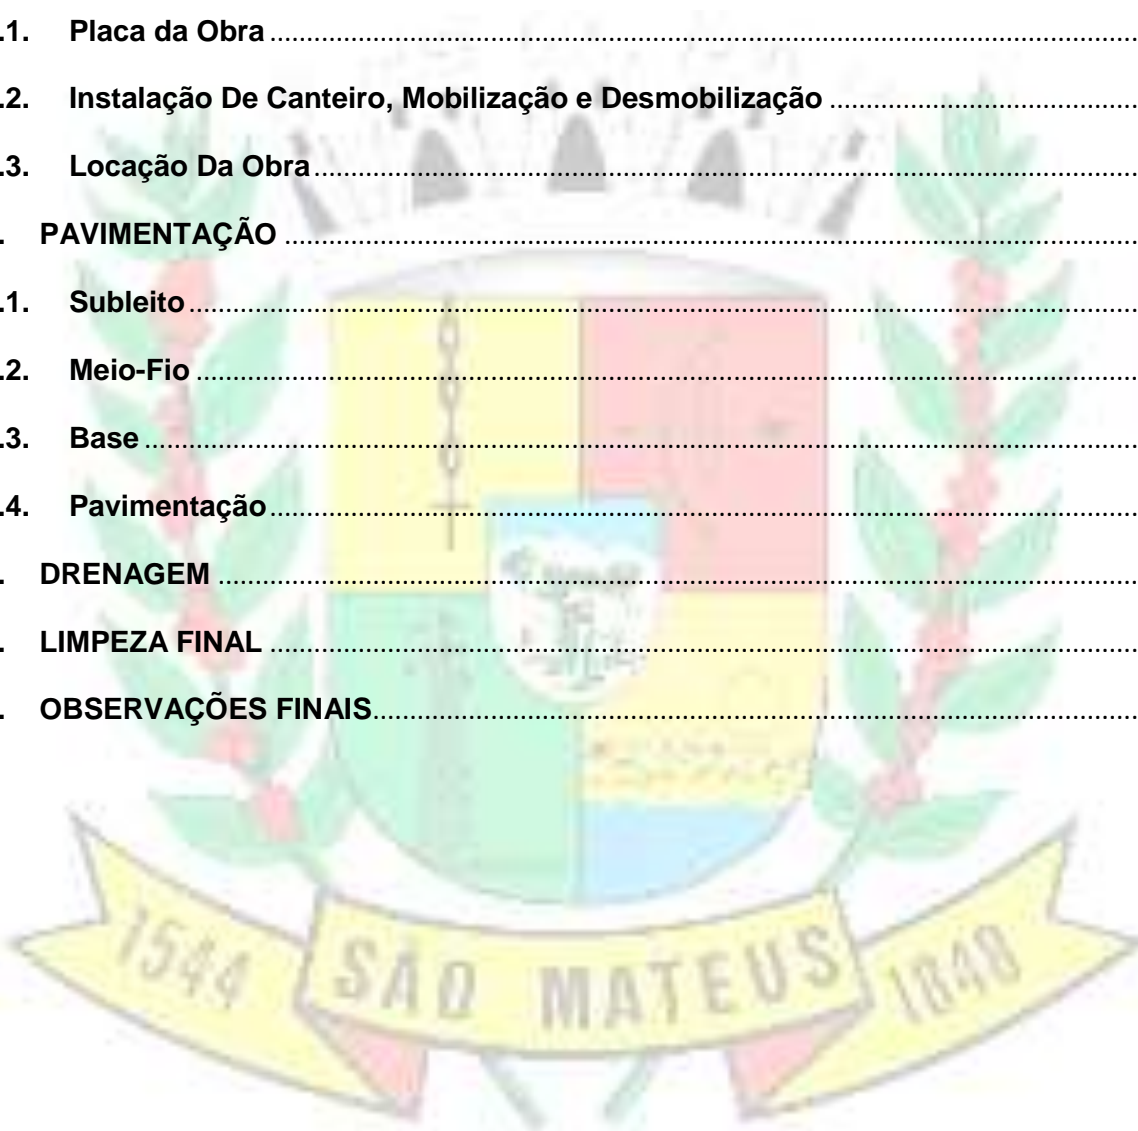 .1. Placa da Obra
.2. Instalação De Canteiro, Mobilização e Desmobilização
.3. Locação Da Obra
. PAVIMENTAÇÃO
.1. Subleito
.2. Meio-Fio
.3. Base
.4. Pavimentação
. DRENAGEM
. LIMPEZA FINAL
. OBSERVAÇÕES FINAIS
1544 SÃO MATEUS 1848